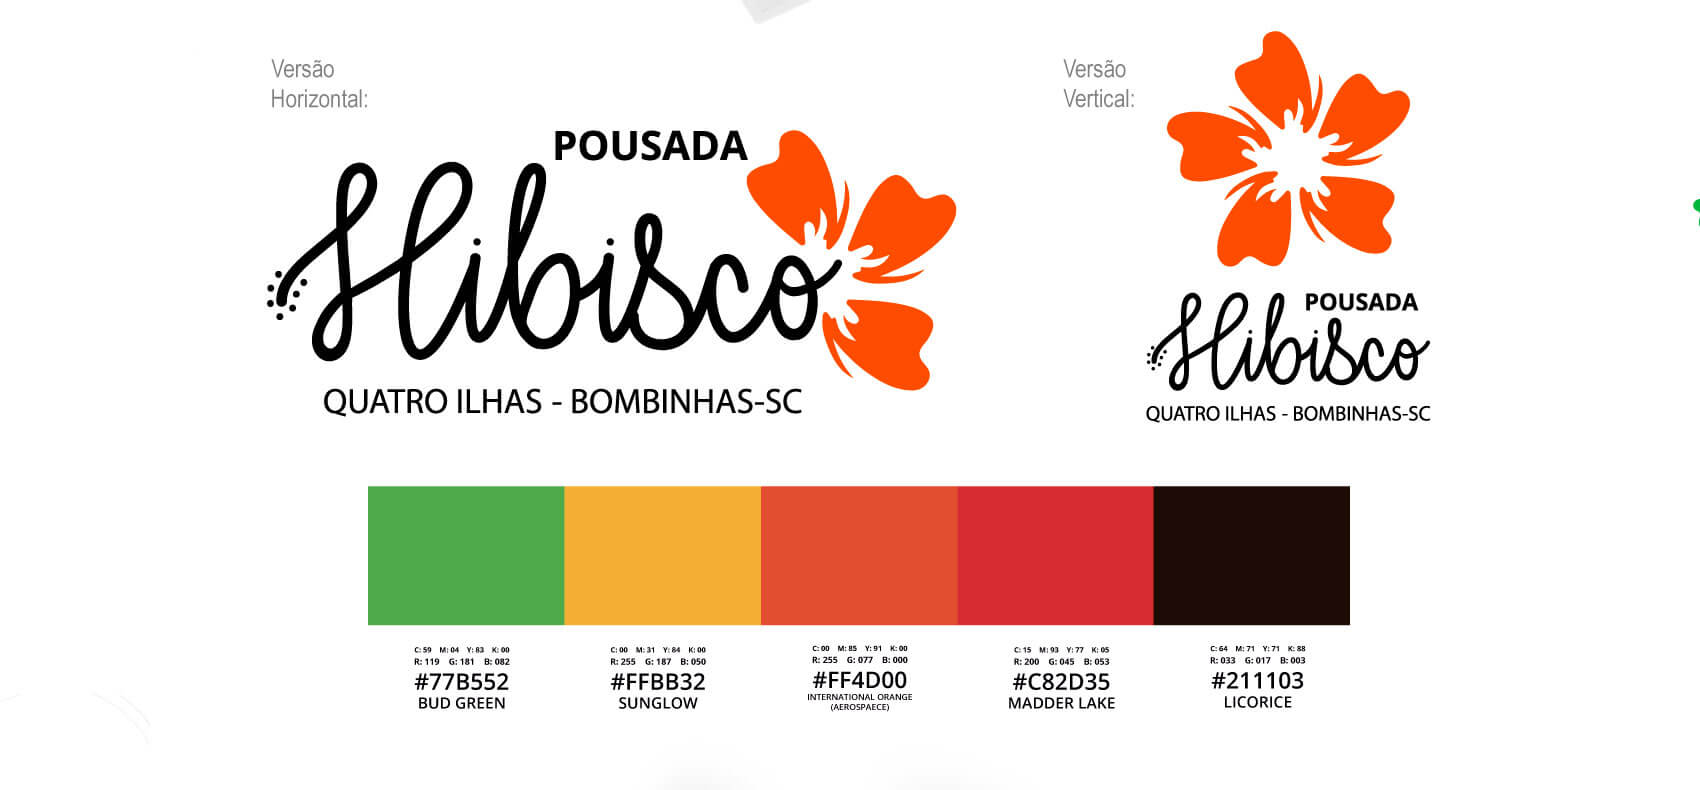 Versão
Horizontal:
POUSADA
Hibisco
QUATRO ILHAS - BOMBINHAS-SC
Versão
Vertical:
POUSADA
Hibisco
QUATRO ILHAS - BOMBINHAS-SC
C: 59 M: 04 Y: 83 K: 00
R: 119 G: 181 B: 082
#77B552
BUD GREEN
C: 00 M: 31 Y: 84 K: 00
R: 255 G: 187 B: 050
#FFBB32
SUNGLOW
C: 00 M: 85 Y: 91 K: 00
R: 255 G: 077 B: 000
#FF4D00
INTERNATIONAL ORANGE
(AEROSPAECE)
C: 15 M: 93 Y: 77 K: 05
R: 200 G: 045 B: 053
#C82D35
MADDER LAKE
C: 64 M: 71 Y: 71 K: 88
R: 033 G: 017 B: 003
#211103
LICORICE